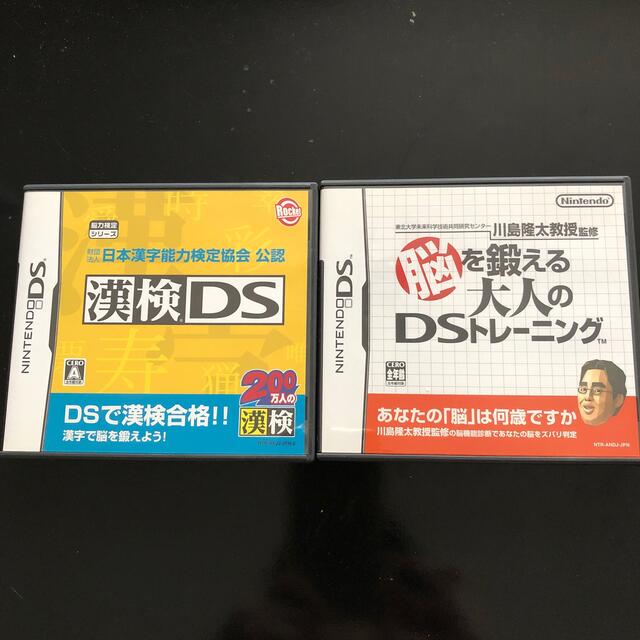 NINTENDO DS
Rocket
脳力検定
シリーズ
財団
法人 日本漢字能力検定協会 公認
漢検DS
CERO
A
200
万人の
漢検
DSで漢検合格!!
漢字で脳を鍛えよう!
NINTENDO DS
Nintendo
東北大学未来科学技術共同研究センター 川島隆太教授監修
脳を鍛える
大人の
DSトレーニング™
CERO
全年齢
あなたの「脳」は何歳ですか
川島隆太教授監修の脳機能診断であなたの脳をズバリ判定
NTR-ANDJ-JPN